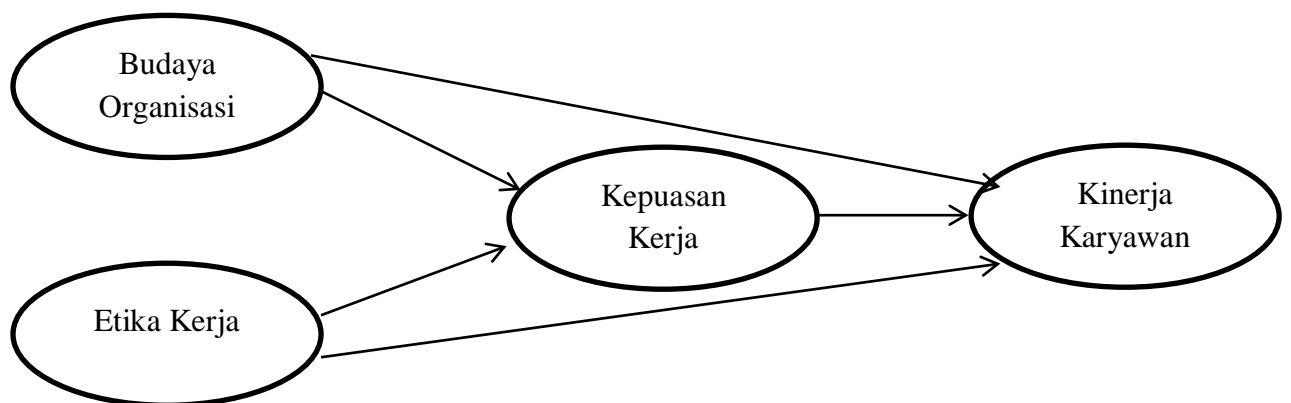 Budaya
Organisasi
Kepuasan
Kerja
Kinerja
Karyawan
Etika Kerja